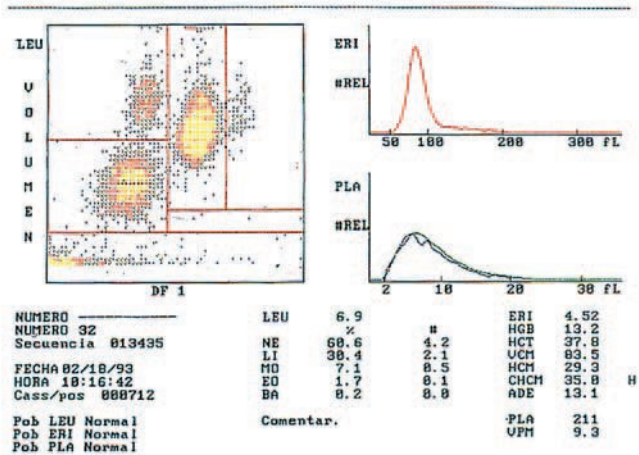 LEU
VOLUMEN
DF 1
ERI
#REL
50 100 200 300 fL
PLA
#REL
2 10 20 30 fL
NUMERO
NUMERO 32
Secuencia 013435
FECHA 02/18/93
HORA 10:16:42
Cass/pos 000712
Pob LEU Normal
Pob ERI Normal
Pob PLA Normal
LEU 6.9
% #
NE 60.6 4.2
LI 30.4 2.1
MO 7.1 0.5
EO 1.7 0.1
BA 0.2 0.0
Comentar.
ERI 4.52
HGB 13.2
HCT 37.8
VCM 83.5
HCM 29.3
CHCM 35.0 H
ADE 13.1
PLA 211
VPM 9.3